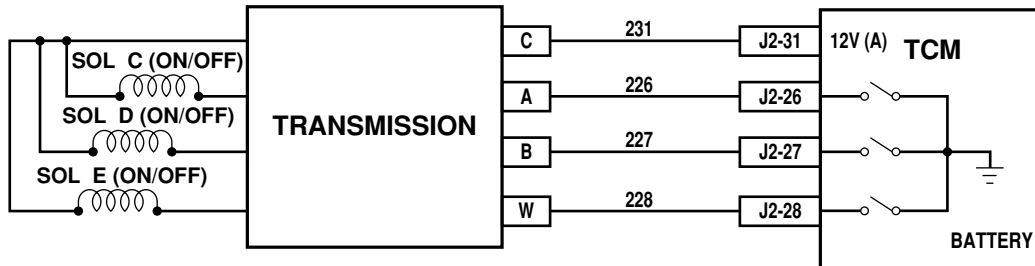 C 231 J2-31 12V (A) TCM
SOL C (ON/OFF)
A 226 J2-26
SOL D (ON/OFF)
TRANSMISSION
B 227 J2-27
SOL E (ON/OFF)
W 228 J2-28
BATTERY